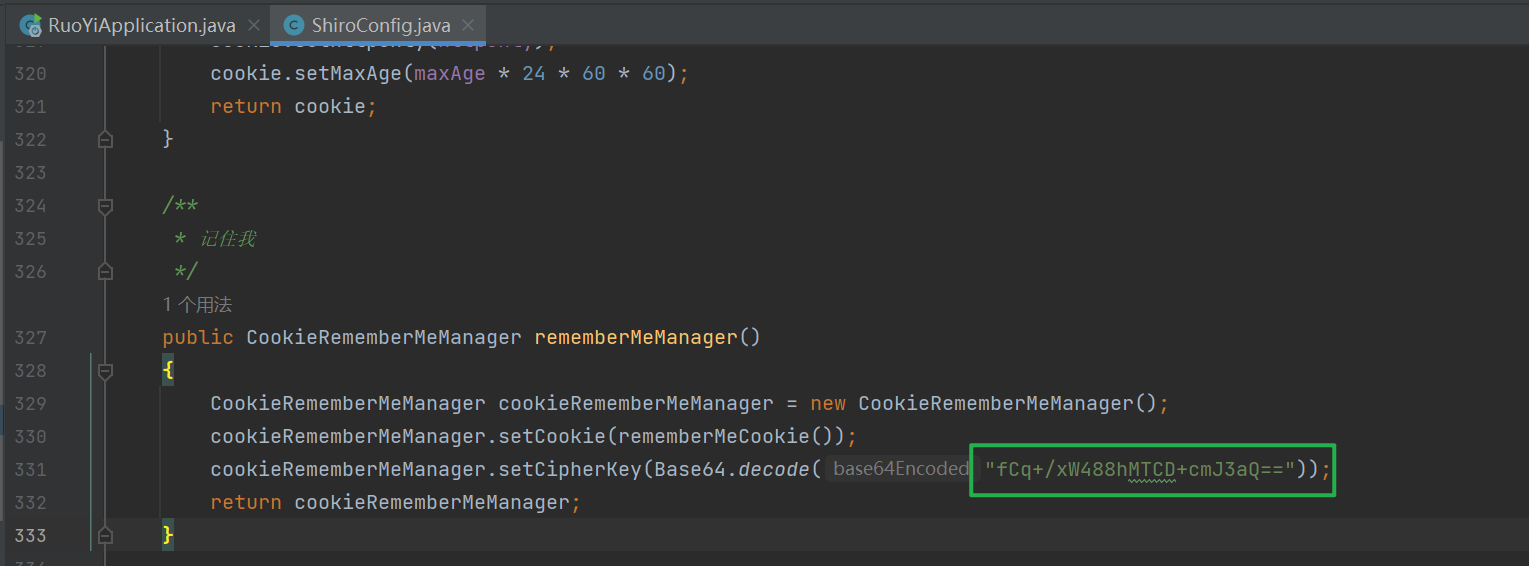 RuoYiApplication.java ShiroConfig.java
320 cookie.setMaxAge(maxAge * 24 * 60 * 60);
321 return cookie;
322 }
323
324 /**
325 * 记住我
326 */
1 个用法
327 public CookieRememberMeManager rememberMeManager()
328 {
329 CookieRememberMeManager cookieRememberMeManager = new CookieRememberMeManager();
330 cookieRememberMeManager.setCookie(rememberMeCookie());
331 cookieRememberMeManager.setCipherKey(Base64.decode( base64Encoded "fCq+/xW488hMTCD+cmJ3aQ=="));
332 return cookieRememberMeManager;
333 }